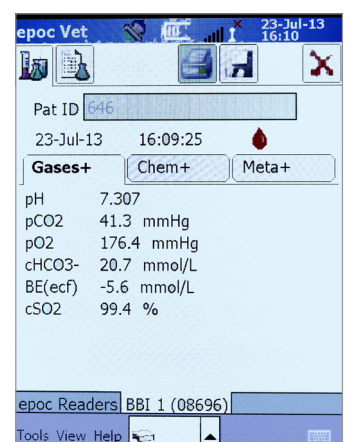 epoc Vet
23-Jul-13
16:10
Pat ID 646
23-Jul-13 16:09:25
Gases+ Chem+ Meta+
pH 7.307
pCO2 41.3 mmHg
pO2 176.4 mmHg
cHCO3- 20.7 mmol/L
BE(ecf) -5.6 mmol/L
cSO2 99.4 %
epoc Readers BBI 1 (08696)
Tools View Help